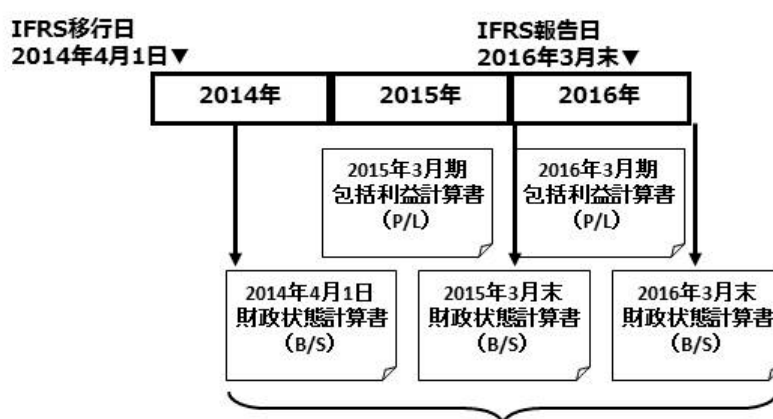 IFRS移行日
2014年4月1日▼
IFRS報告日
2016年3月末▼
2014年
2015年
2016年
2015年3月期
包括利益計算書
（P/L）
2016年3月期
包括利益計算書
（P/L）
2014年4月1日
財政状態計算書
（B/S）
2015年3月末
財政状態計算書
（B/S）
2016年3月末
財政状態計算書
（B/S）